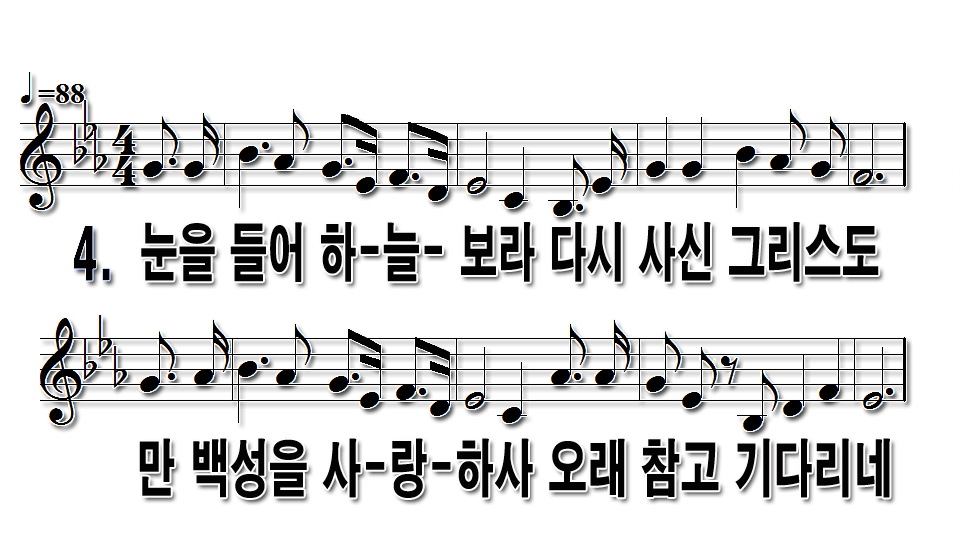 ♩=88
4. 눈을 들어 하-늘- 보라 다시 사신 그리스도
만 백성을 사-랑-하사 오래 참고 기다리네